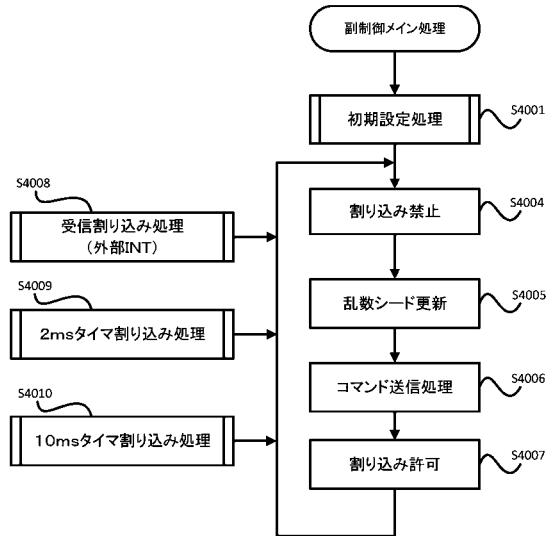 副制御メイン処理
初期設定処理
S4001
S4008
受信割り込み処理
(外部INT)
割り込み禁止
S4004
S4009
2msタイマ割り込み処理
乱数シード更新
S4005
S4010
10msタイマ割り込み処理
コマンド送信処理
S4006
割り込み許可
S4007